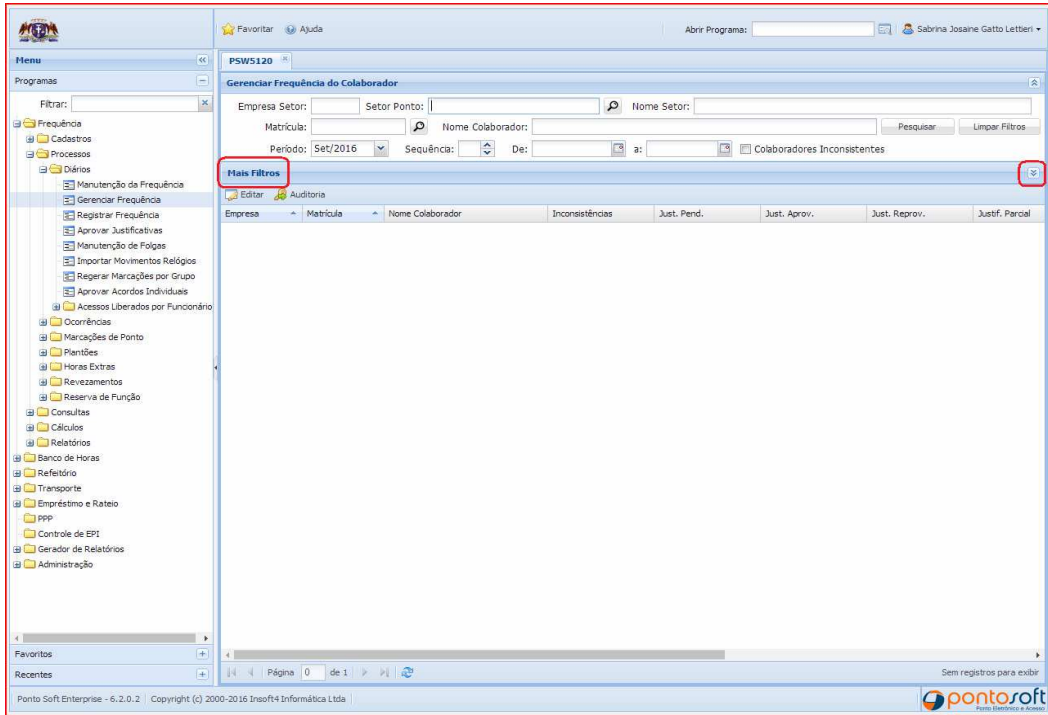 Favoritar Ajuda Abrir Programa: Sabrina Josaine Gatto Lettieri
Menu
Programas
Filtrar:
Frequência
Cadastros
Processos
Diários
Manutenção da Frequência
Gerenciar Frequência
Registrar Frequência
Aprovar Justificativas
Manutenção de Folgas
Importar Movimentos Relógios
Regerar Marcações por Grupo
Aprovar Acordos Individuais
Acessos Liberados por Funcionário
Ocorrências
Marcações de Ponto
Plantões
Horas Extras
Revezamentos
Reserva de Função
Consultas
Cálculos
Relatórios
Banco de Horas
Refeitório
Transporte
Empréstimo e Rateio
PPP
Controle de EPI
Gerador de Relatórios
Administração
Favoritos
Recentes
PSW5120
Gerenciar Frequência do Colaborador
Empresa Setor: Setor Ponto: Nome Setor:
Matrícula: Nome Colaborador: Pesquisar Limpar Filtros
Período: Set/2016 Sequência: De: a: Colaboradores Inconsistentes
Mais Filtros
Editar Auditoria
Empresa Matrícula Nome Colaborador Inconsistências Just. Pend. Just. Aprov. Just. Reprov. Justif. Parcial
Página 0 de 1 Sem registros para exibir
Ponto Soft Enterprise - 6.2.0.2 Copyright (c) 2000-2016 Insoft4 Informática Ltda
pontosoft
Ponto Eletrônico e Acesso